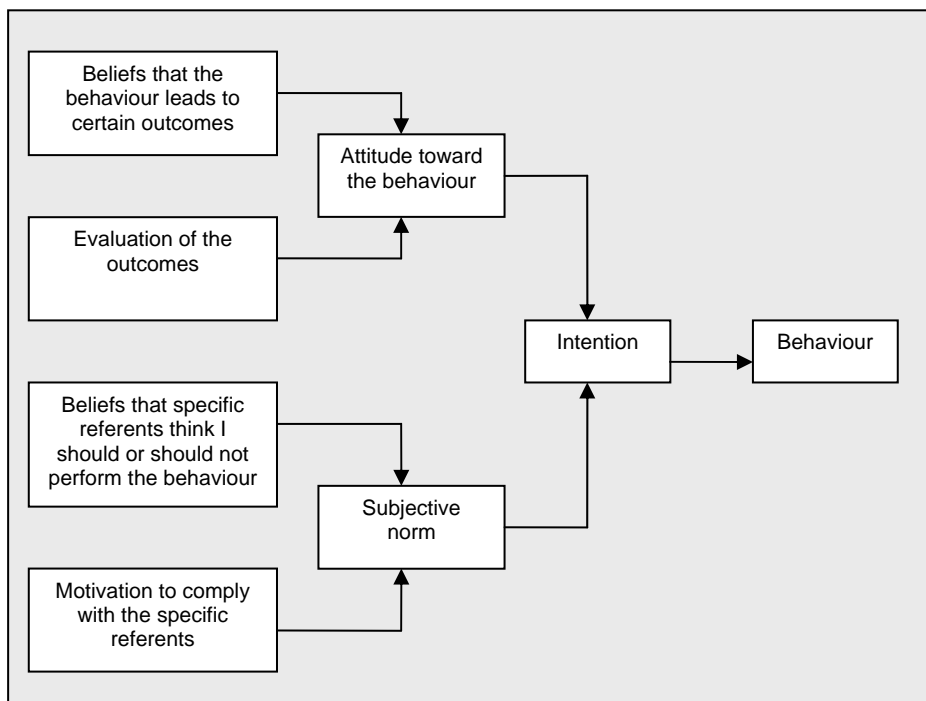 Beliefs that the
behaviour leads to
certain outcomes
Attitude toward
the behaviour
Evaluation of the
outcomes
Intention
Behaviour
Beliefs that specific
referents think I
should or should not
perform the behaviour
Subjective
norm
Motivation to comply
with the specific
referents